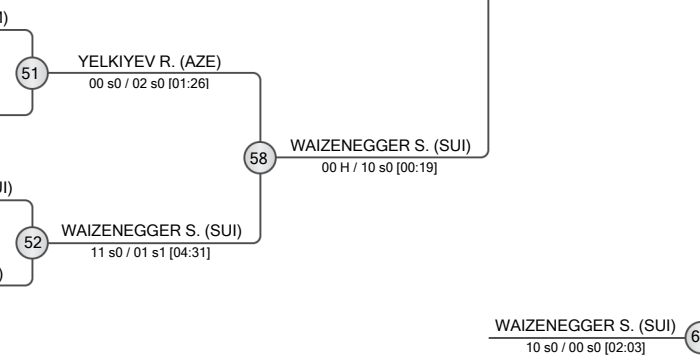 51
YELKIYEV R. (AZE)
00 s0 / 02 s0 [01:26]
58
WAIZENEGGER S. (SUI)
00 H / 10 s0 [00:19]
52
WAIZENEGGER S. (SUI)
11 s0 / 01 s1 [04:31]
WAIZENEGGER S. (SUI)
10 s0 / 00 s0 [02:03]